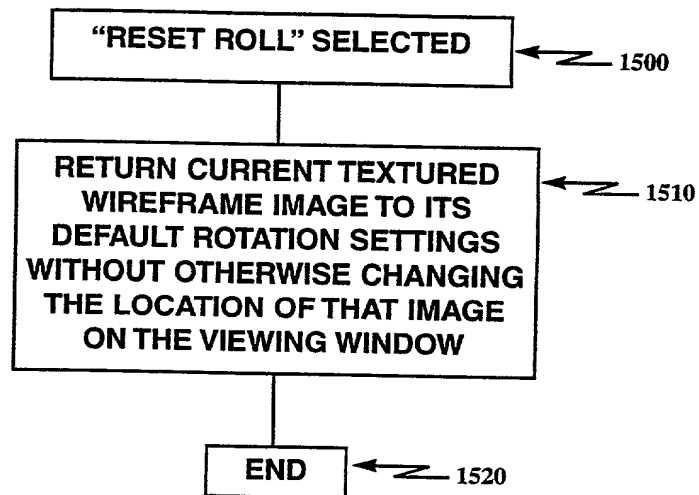 “RESET ROLL” SELECTED
1500
RETURN CURRENT TEXTURED
WIREFRAME IMAGE TO ITS
DEFAULT ROTATION SETTINGS
WITHOUT OTHERWISE CHANGING
THE LOCATION OF THAT IMAGE
ON THE VIEWING WINDOW
1510
END
1520